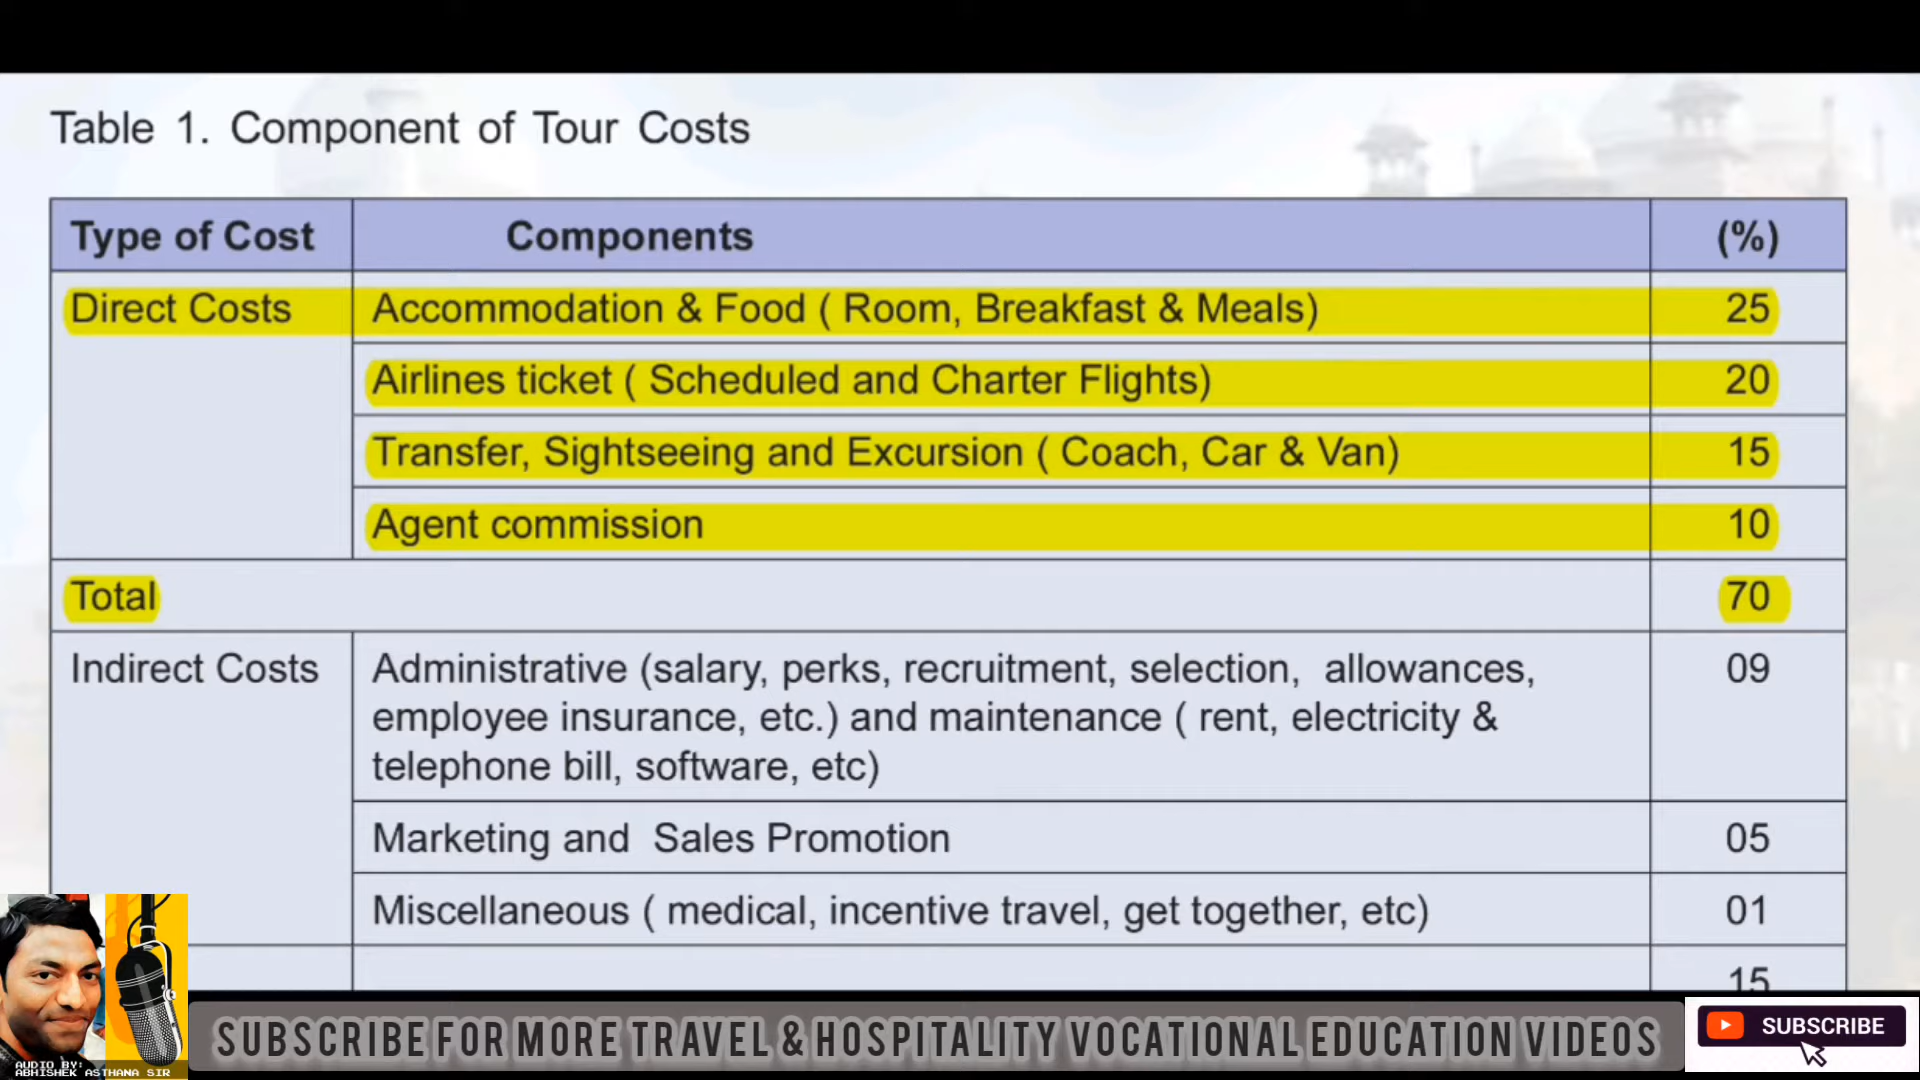 Table 1. Component of Tour Costs
Type of Cost Components (%)
Direct Costs Accommodation & Food ( Room, Breakfast & Meals) 25
Airlines ticket ( Scheduled and Charter Flights) 20
Transfer, Sightseeing and Excursion ( Coach, Car & Van) 15
Agent commission 10
Total 70
Indirect Costs Administrative (salary, perks, recruitment, selection, allowances, 09
employee insurance, etc.) and maintenance ( rent, electricity &
telephone bill, software, etc)
Marketing and Sales Promotion 05
Miscellaneous ( medical, incentive travel, get together, etc) 01
15
SUBSCRIBE FOR MORE TRAVEL & HOSPITALITY VOCATIONAL EDUCATION VIDEOS
SUBSCRIBE
AUDIO BY:
ABHISHEK ASTHANA SIR